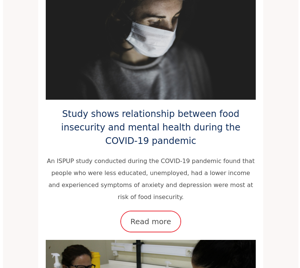 Study shows relationship between food
insecurity and mental health during the
COVID-19 pandemic
An ISPUP study conducted during the COVID-19 pandemic found that
people who were less educated, unemployed, had a lower income
and experienced symptoms of anxiety and depression were most at
risk of food insecurity.
Read more